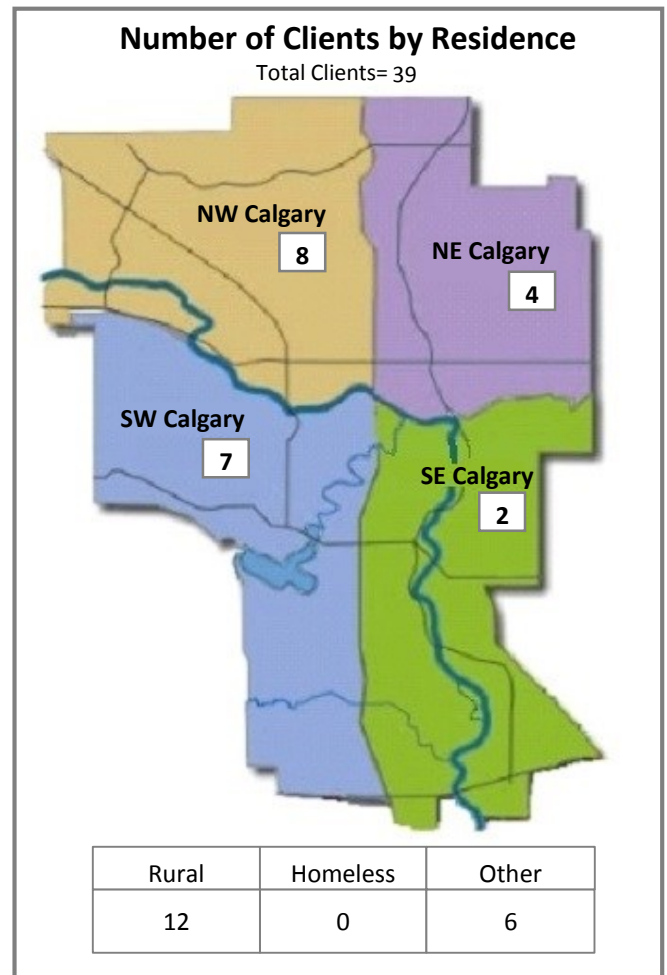 Number of Clients by Residence
Total Clients= 39
NW Calgary
8
NE Calgary
4
SW Calgary
7
SE Calgary
2
Rural Homeless Other
12 0 6